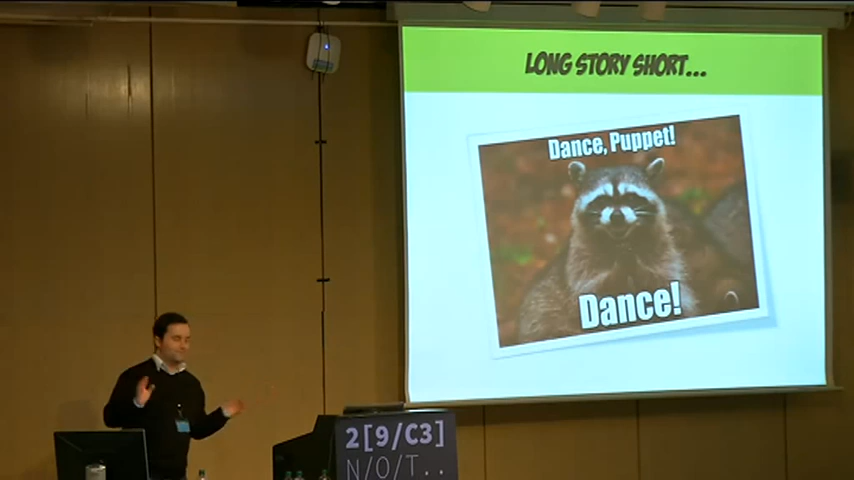 LONG STORY SHORT...
Dance, Puppet!
Dance!
2[9/C3]
N/O/T..